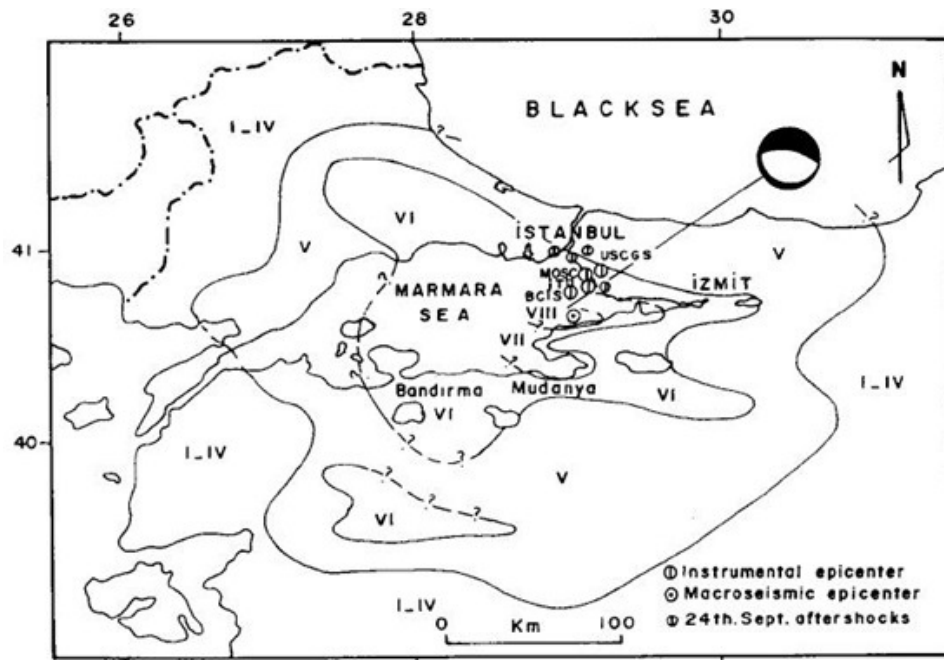 26 28 30
N
BLACKSEA
I_IV
?
?
VI
İSTANBUL
V
V
41
USCGS
MOSC
İTÜ
İZMİT
BCIS
MARMARA
SEA
VIII
?
?
VII
?
?
I_IV
Bandırma
Mudanya
VI
VI
I_IV
40
?
?
?
V
?
VI
?
Instrumental epicenter
Macroseismic epicenter
24th. Sept. aftershocks
I_IV
0 Km 100